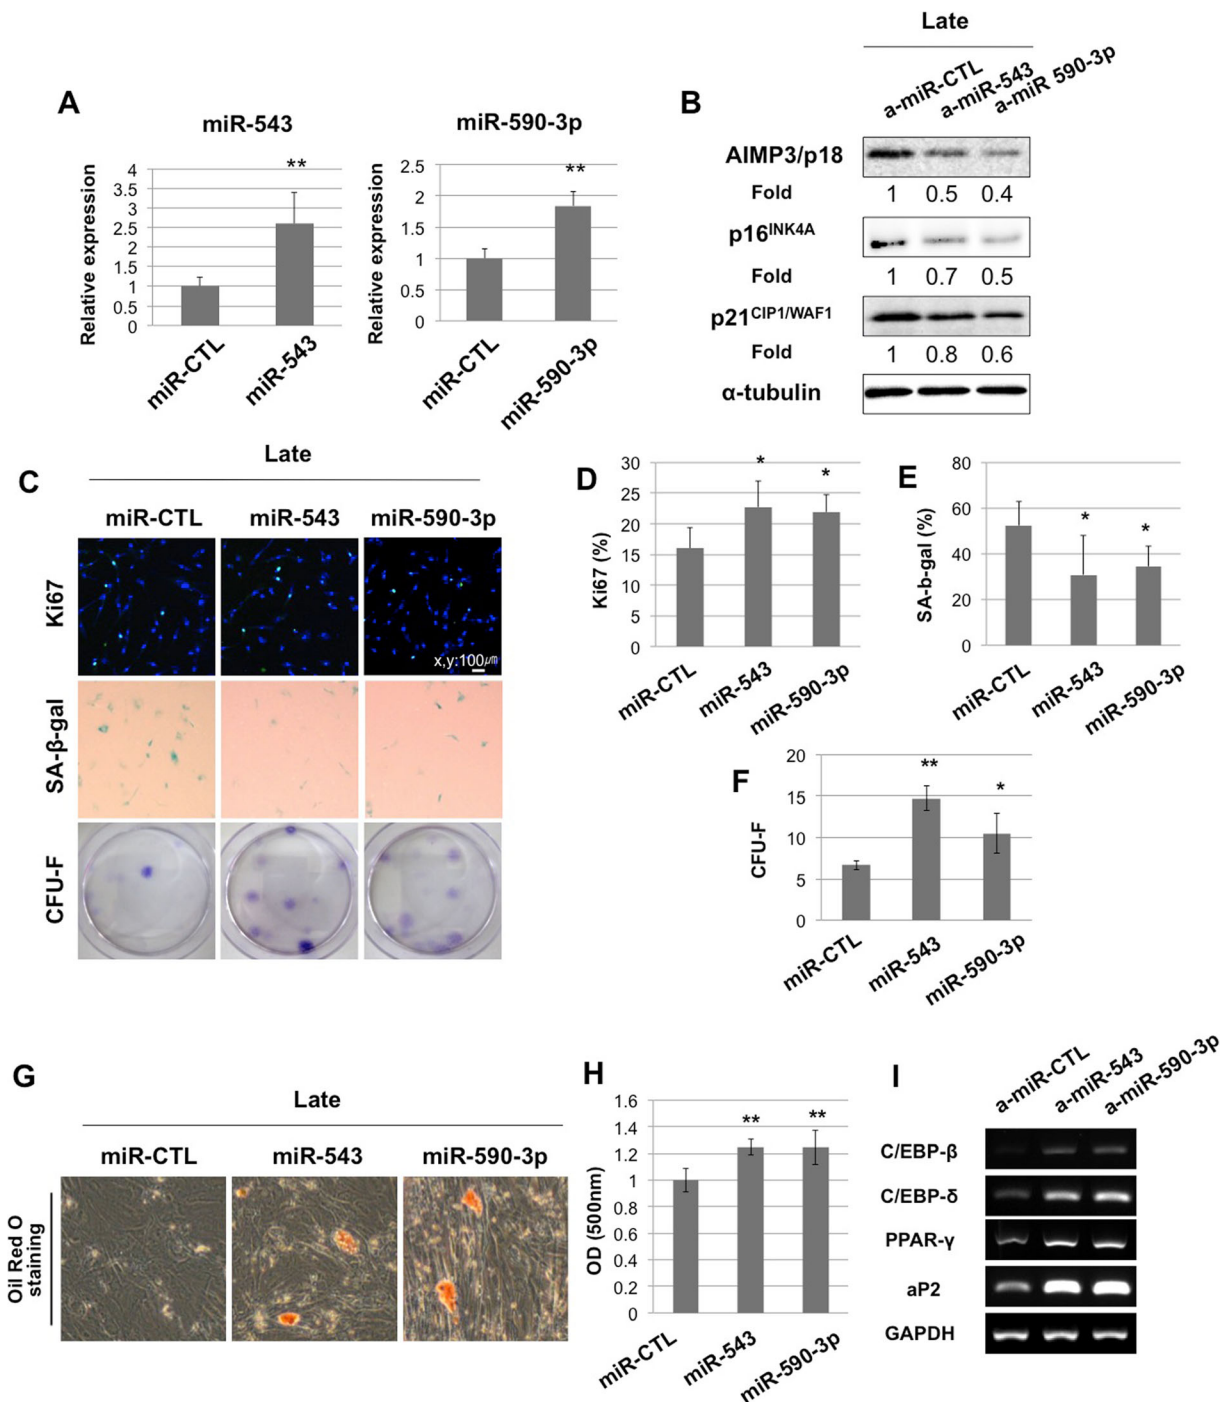 A
miR-543
Relative expression
4
3.5
3
2.5
2
1.5
1
0.5
0
**
miR-CTL
miR-543
miR-590-3p
Relative expression
2.5
2
1.5
1
0.5
0
**
miR-CTL
miR-590-3p
B
Late
a-miR-CTL
a-miR-543
a-miR 590-3p
AIMP3/p18
Fold 1 0.5 0.4
p16INK4A
Fold 1 0.7 0.5
p21CIP1/WAF1
Fold 1 0.8 0.6
α-tubulin
C
Late
miR-CTL miR-543 miR-590-3p
Ki67
x,y:100㎛
SA-β-gal
CFU-F
D
Ki67 (%)
30
25
20
15
10
5
0
*
*
miR-CTL
miR-543
miR-590-3p
E
SA-b-gal (%)
80
60
40
20
0
*
*
miR-CTL
miR-543
miR-590-3p
F
CFU-F
20
15
10
5
0
**
*
miR-CTL
miR-543
miR-590-3p
G
Late
miR-CTL miR-543 miR-590-3p
Oil Red O
staining
H
OD (500nm)
1.6
1.4
1.2
1
0.8
0.6
0.4
0.2
0
**
**
miR-CTL
miR-543
miR-590-3p
I
a-miR-CTL
a-miR-543
a-miR-590-3p
C/EBP-β
C/EBP-δ
PPAR-γ
aP2
GAPDH